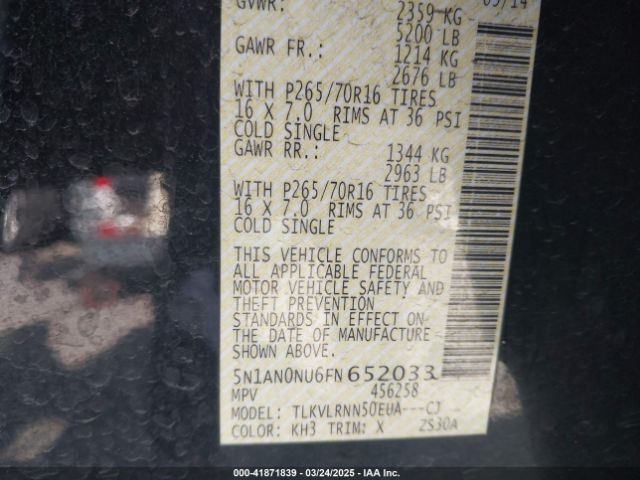 GVWR: 09/14
2359 KG
5200 LB
GAWR FR.: 1214 KG
2676 LB
WITH P265/70R16 TIRES
16 X 7.0 RIMS AT 36 PSI
COLD SINGLE
GAWR RR.: 1344 KG
2963 LB
WITH P265/70R16 TIRES
16 X 7.0 RIMS AT 36 PSI
COLD SINGLE
THIS VEHICLE CONFORMS TO
ALL APPLICABLE FEDERAL
MOTOR VEHICLE SAFETY AND
THEFT PREVENTION
STANDARDS IN EFFECT ON
THE DATE OF MANUFACTURE
SHOWN ABOVE.
5N1AN0NU6FN652033
MPV 456258
MODEL: TLKVLRNN50EUA---CJ
COLOR: KH3 TRIM: X ZS30A
000-41871839 - 03/24/2025 - IAA Inc.